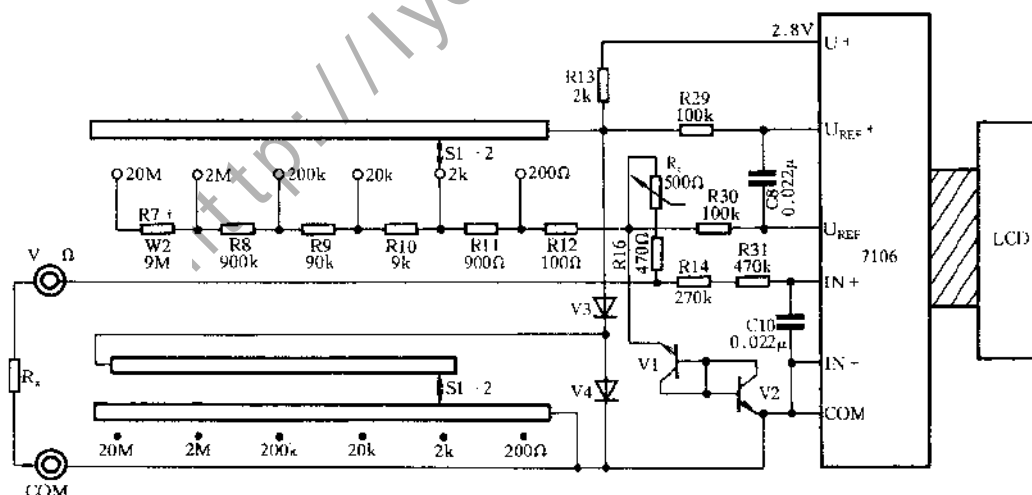 http://ly
2.8V
U+
R13
2k
R29
100k
UREF+
S1-2
20M
2M
200k
20k
2k
200Ω
Rt
500Ω
C8
0.022μ
R7+
W2
9M
R8
900k
R9
90k
R10
9k
R11
900Ω
R12
100Ω
R30
100k
UREF
7106
LCD
R16
470Ω
V Ω
R14
270k
R31
470k
IN+
V3
C10
0.022μ
IN+
Rx
S1-2
V4
V1
V2
COM
20M
2M
200k
20k
2k
200Ω
COM